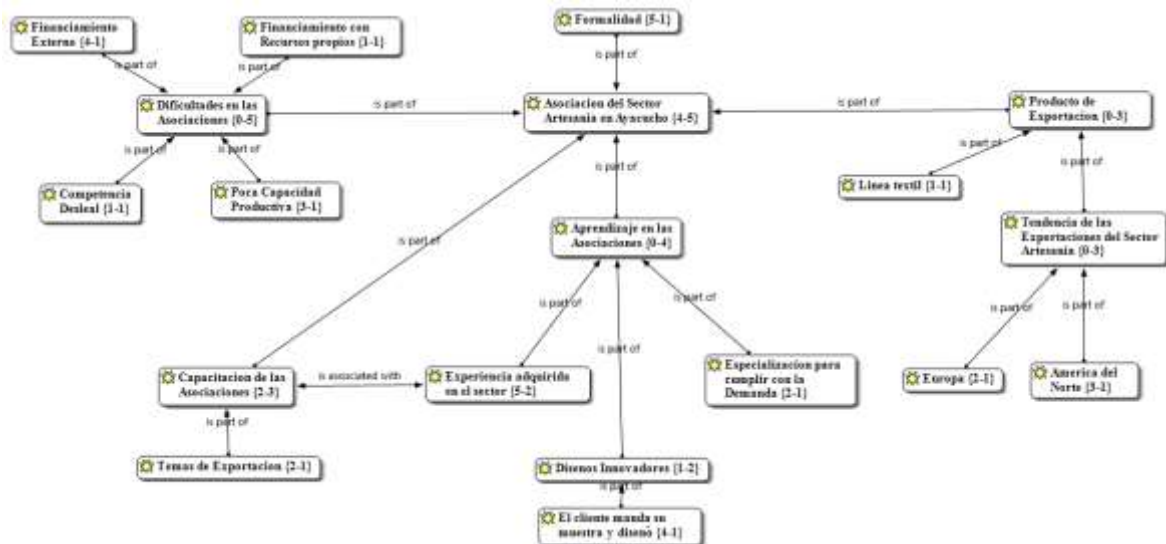 Financiamiento
Externo {4-1}
Financiamiento con
Recursos propios {1-1}
Formalidad {5-1}
is part of
is part of
is part of
Dificultades en las
Asociaciones {0-5}
is part of
Asociacion del Sector
Artesania en Ayacucho {4-5}
is part of
Producto de
Exportacion {0-3}
is part of
is part of
is part of
is part of
is part of
Competencia
Desleal {1-1}
Poca Capacidad
Productiva {3-1}
Linea textil {1-1}
is part of
Aprendizaje en las
Asociaciones {0-4}
Tendencia de las
Exportaciones del Sector
Artesania {0-3}
is part of
is part of
is part of
is part of
is part of
Capacitacion de las
Asociaciones {2-3}
is associated with
Experiencia adquirida
en el sector {5-2}
Especializacion para
cumplir con la
Demanda {2-1}
Europa {2-1}
America del
Norte {3-1}
is part of
Temas de Exportacion {2-1}
Disenos Innovadores {1-2}
is part of
El cliente manda su
muestra y diseño {4-1}